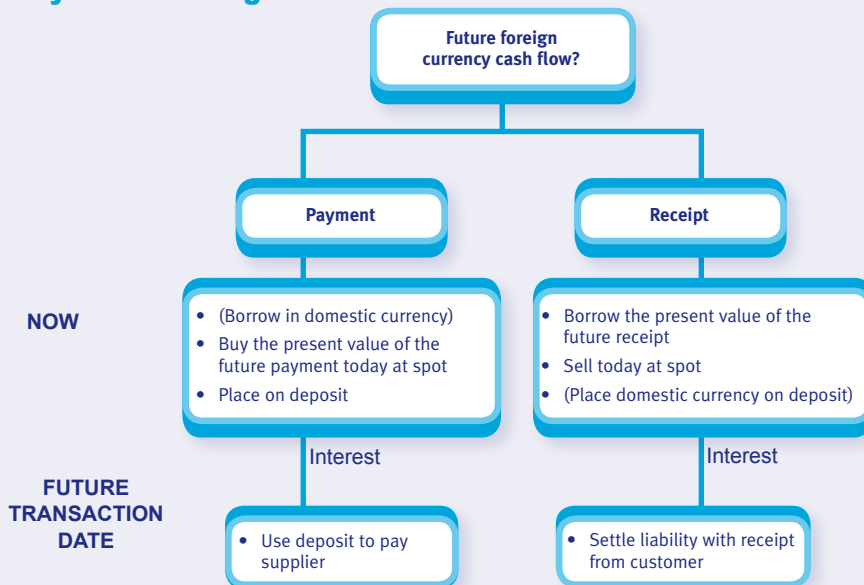 Future foreign
currency cash flow?
Payment
Receipt
NOW
• (Borrow in domestic currency)
• Buy the present value of the
future payment today at spot
• Place on deposit
• Borrow the present value of the
future receipt
• Sell today at spot
• (Place domestic currency on deposit)
Interest
Interest
FUTURE
TRANSACTION
DATE
• Use deposit to pay
supplier
• Settle liability with receipt
from customer